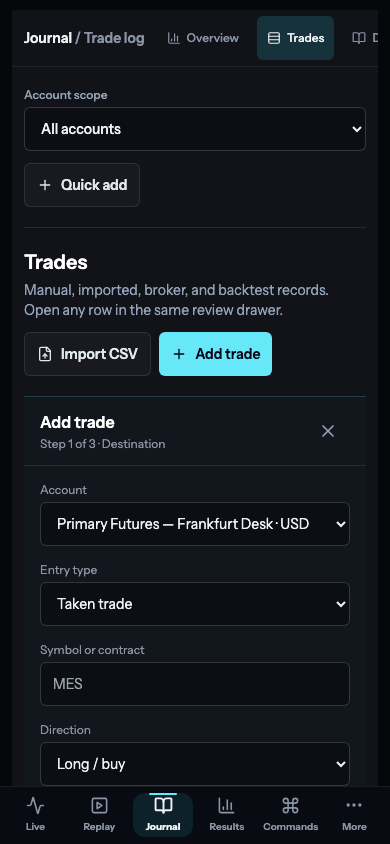 Journal / Trade log
Overview
Trades
Account scope
All accounts
Quick add
Trades
Manual, imported, broker, and backtest records.
Open any row in the same review drawer.
Import CSV
Add trade
Add trade
Step 1 of 3 · Destination
Account
Primary Futures — Frankfurt Desk · USD
Entry type
Taken trade
Symbol or contract
MES
Direction
Long / buy
Live
Replay
Journal
Results
Commands
More